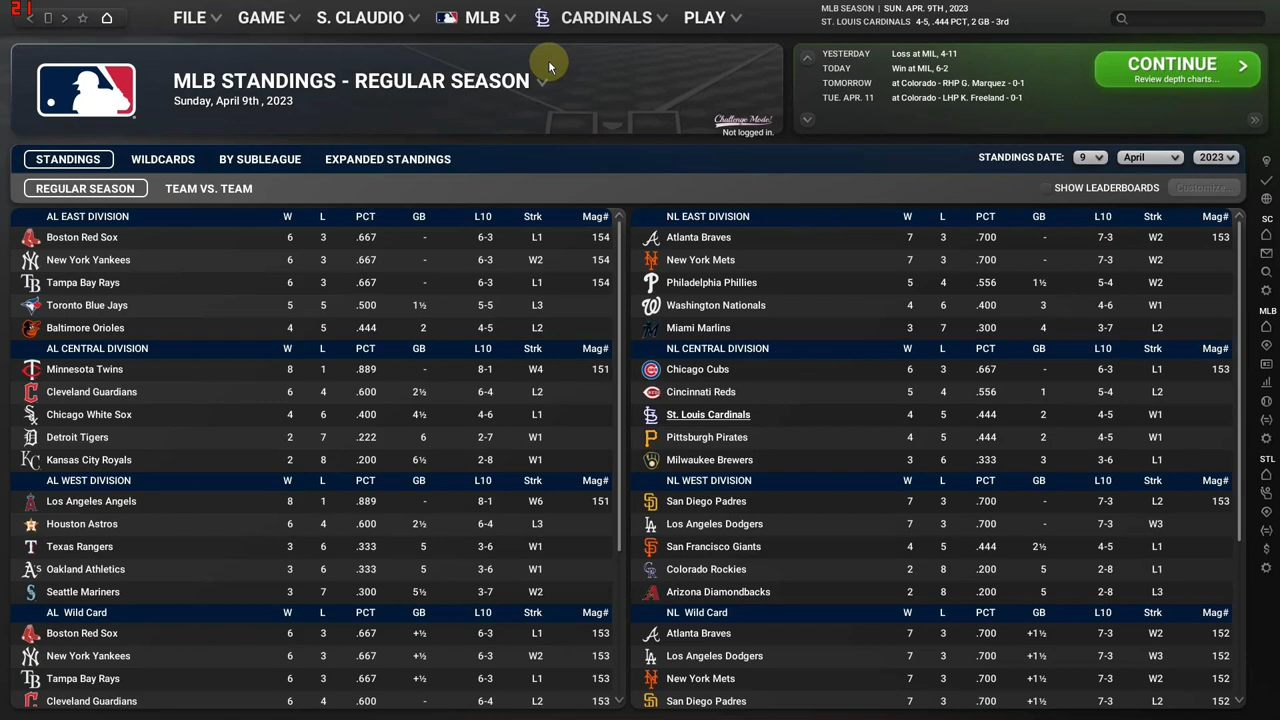 21
FILE GAME S. CLAUDIO MLB CARDINALS PLAY
MLB SEASON | SUN. APR. 9TH, 2023
ST. LOUIS CARDINALS 4-5, .444 PCT, 2 GB - 3rd
MLB STANDINGS - REGULAR SEASON
Sunday, April 9th , 2023
Challenge Mode!
Not logged in.
YESTERDAY Loss at MIL, 4-11
TODAY Win at MIL, 6-2
TOMORROW at Colorado - RHP G. Marquez - 0-1
TUE. APR. 11 at Colorado - LHP K. Freeland - 0-1
CONTINUE
Review depth charts...
STANDINGS WILDCARDS BY SUBLEAGUE EXPANDED STANDINGS
STANDINGS DATE: 9 April 2023
REGULAR SEASON TEAM VS. TEAM
SHOW LEADERBOARDS Customize...
AL EAST DIVISION W L PCT GB L10 Strk Mag#
Boston Red Sox 6 3 .667 - 6-3 L1 154
New York Yankees 6 3 .667 - 6-3 W2 154
Tampa Bay Rays 6 3 .667 - 6-3 L1 154
Toronto Blue Jays 5 5 .500 1½ 5-5 L3
Baltimore Orioles 4 5 .444 2 4-5 L2
AL CENTRAL DIVISION W L PCT GB L10 Strk Mag#
Minnesota Twins 8 1 .889 - 8-1 W4 151
Cleveland Guardians 6 4 .600 2½ 6-4 L2
Chicago White Sox 4 6 .400 4½ 4-6 L1
Detroit Tigers 2 7 .222 6 2-7 W1
Kansas City Royals 2 8 .200 6½ 2-8 W1
AL WEST DIVISION W L PCT GB L10 Strk Mag#
Los Angeles Angels 8 1 .889 - 8-1 W6 151
Houston Astros 6 4 .600 2½ 6-4 L3
Texas Rangers 3 6 .333 5 3-6 W1
Oakland Athletics 3 6 .333 5 3-6 W1
Seattle Mariners 3 7 .300 5½ 3-7 W2
AL Wild Card W L PCT GB L10 Strk Mag#
Boston Red Sox 6 3 .667 +½ 6-3 L1 153
New York Yankees 6 3 .667 +½ 6-3 W2 153
Tampa Bay Rays 6 3 .667 +½ 6-3 L1 153
Cleveland Guardians 6 4 .600 - 6-4 L2 153
NL EAST DIVISION W L PCT GB L10 Strk Mag#
Atlanta Braves 7 3 .700 - 7-3 W2 153
New York Mets 7 3 .700 - 7-3 W2
Philadelphia Phillies 5 4 .556 1½ 5-4 W2
Washington Nationals 4 6 .400 3 4-6 W1
Miami Marlins 3 7 .300 4 3-7 L2
NL CENTRAL DIVISION W L PCT GB L10 Strk Mag#
Chicago Cubs 6 3 .667 - 6-3 L1 153
Cincinnati Reds 5 4 .556 1 5-4 L2
St. Louis Cardinals 4 5 .444 2 4-5 W1
Pittsburgh Pirates 4 5 .444 2 4-5 W1
Milwaukee Brewers 3 6 .333 3 3-6 L1
NL WEST DIVISION W L PCT GB L10 Strk Mag#
San Diego Padres 7 3 .700 - 7-3 L2 153
Los Angeles Dodgers 7 3 .700 - 7-3 W3
San Francisco Giants 4 5 .444 2½ 4-5 L1
Colorado Rockies 2 8 .200 5 2-8 L1
Arizona Diamondbacks 2 8 .200 5 2-8 L3
NL Wild Card W L PCT GB L10 Strk Mag#
Atlanta Braves 7 3 .700 +1½ 7-3 W2 152
Los Angeles Dodgers 7 3 .700 +1½ 7-3 W3 152
New York Mets 7 3 .700 +1½ 7-3 W2 152
San Diego Padres 7 3 .700 +1½ 7-3 L2 152
SC
MLB
STL